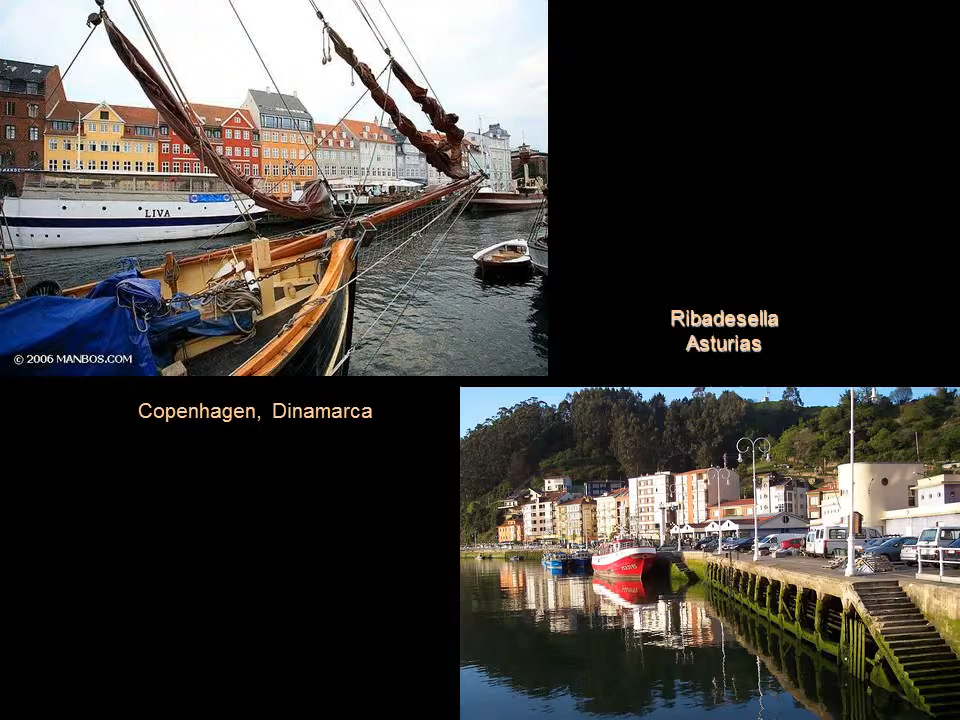 LIVA
© 2006 MANBOS.COM
Ribadesella
Asturias
Copenhagen, Dinamarca